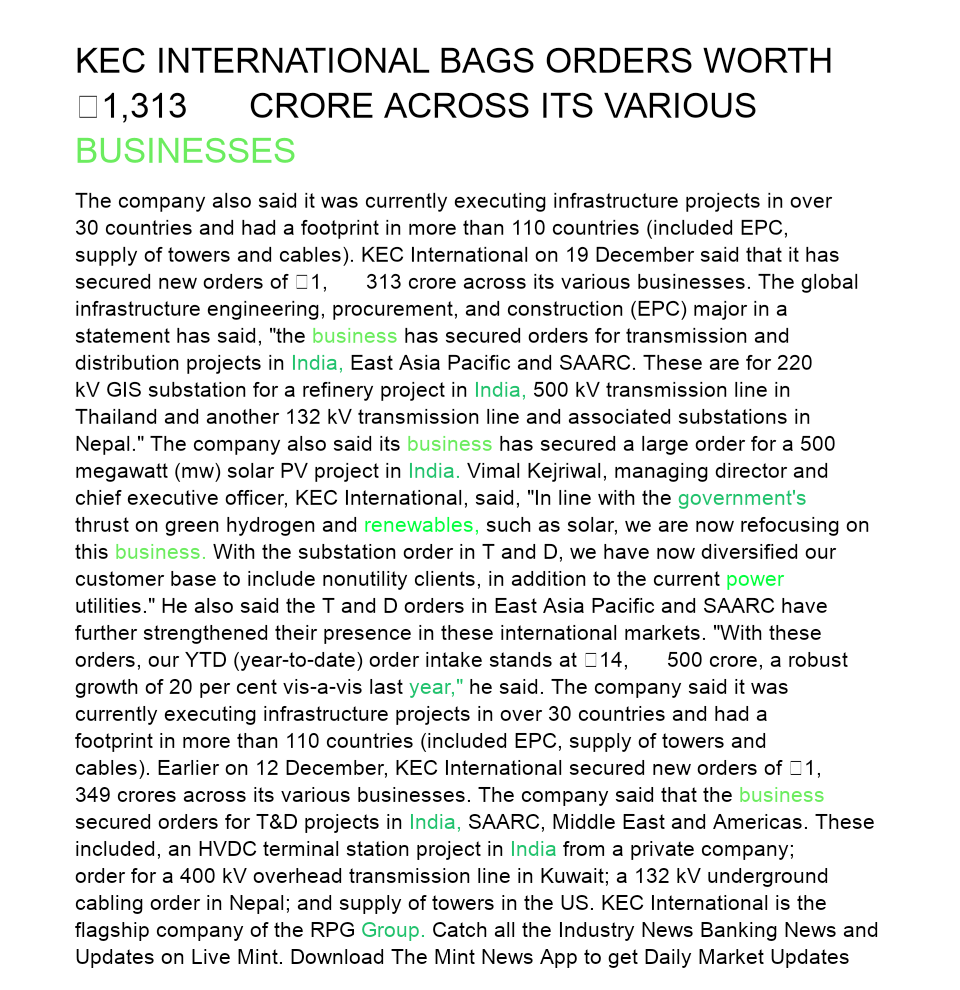 KEC INTERNATIONAL BAGS ORDERS WORTH
□1,313 CRORE ACROSS ITS VARIOUS
BUSINESSES
The company also said it was currently executing infrastructure projects in over
30 countries and had a footprint in more than 110 countries (included EPC,
supply of towers and cables). KEC International on 19 December said that it has
secured new orders of □1, 313 crore across its various businesses. The global
infrastructure engineering, procurement, and construction (EPC) major in a
statement has said, "the business has secured orders for transmission and
distribution projects in India, East Asia Pacific and SAARC. These are for 220
kV GIS substation for a refinery project in India, 500 kV transmission line in
Thailand and another 132 kV transmission line and associated substations in
Nepal." The company also said its business has secured a large order for a 500
megawatt (mw) solar PV project in India. Vimal Kejriwal, managing director and
chief executive officer, KEC International, said, "In line with the government's
thrust on green hydrogen and renewables, such as solar, we are now refocusing on
this business. With the substation order in T and D, we have now diversified our
customer base to include nonutility clients, in addition to the current power
utilities." He also said the T and D orders in East Asia Pacific and SAARC have
further strengthened their presence in these international markets. "With these
orders, our YTD (year-to-date) order intake stands at □14, 500 crore, a robust
growth of 20 per cent vis-a-vis last year," he said. The company said it was
currently executing infrastructure projects in over 30 countries and had a
footprint in more than 110 countries (included EPC, supply of towers and
cables). Earlier on 12 December, KEC International secured new orders of □1,
349 crores across its various businesses. The company said that the business
secured orders for T&D projects in India, SAARC, Middle East and Americas. These
included, an HVDC terminal station project in India from a private company;
order for a 400 kV overhead transmission line in Kuwait; a 132 kV underground
cabling order in Nepal; and supply of towers in the US. KEC International is the
flagship company of the RPG Group. Catch all the Industry News Banking News and
Updates on Live Mint. Download The Mint News App to get Daily Market Updates